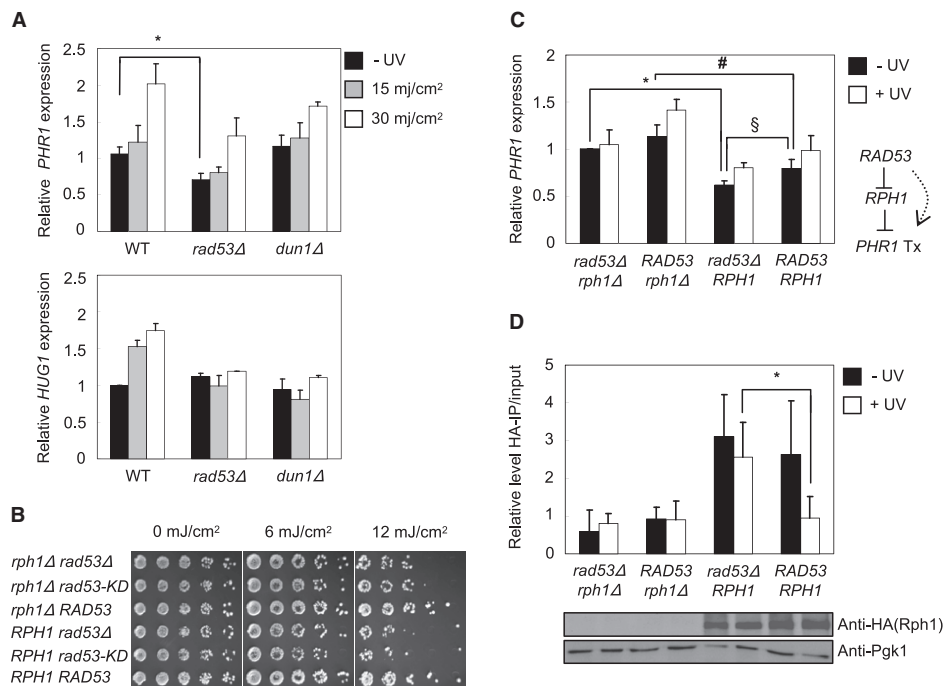 A
Relative PHR1 expression
2.5
2
1.5
1
0.5
0
*
- UV
15 mj/cm²
30 mj/cm²
WT rad53Δ dun1Δ
Relative HUG1 expression
2.5
2
1.5
1
0.5
0
WT rad53Δ dun1Δ
B
0 mJ/cm² 6 mJ/cm² 12 mJ/cm²
rph1Δ rad53Δ
rph1Δ rad53-KD
rph1Δ RAD53
RPH1 rad53Δ
RPH1 rad53-KD
RPH1 RAD53
C
Relative PHR1 expression
2
1.5
1
0.5
0
* # §
- UV
+ UV
rad53Δ RAD53 rad53Δ RAD53
rph1Δ rph1Δ RPH1 RPH1
RAD53
RPH1
PHR1 Tx
D
Relative level HA-IP/input
5
4
3
2
1
0
*
- UV
+ UV
rad53Δ RAD53 rad53Δ RAD53
rph1Δ rph1Δ RPH1 RPH1
Anti-HA(Rph1)
Anti-Pgk1